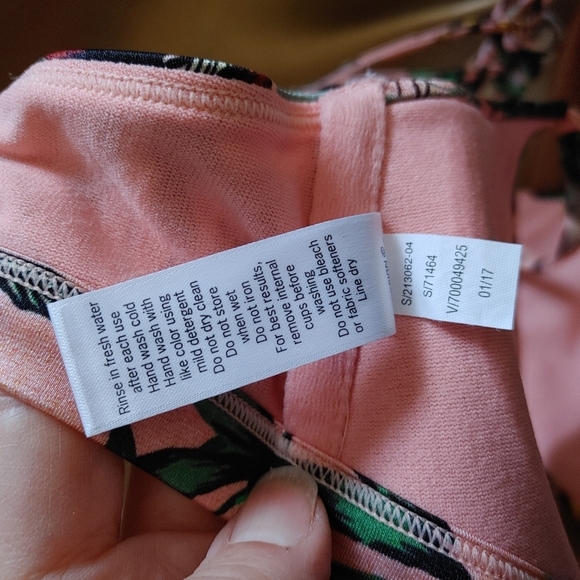 Rinse in fresh water
after each use
Hand wash cold
Hand wash with
like color using
mild detergent
Do not dry clean
Do not store
when wet
Do not iron
For best results,
remove internal
cups before
washing
Do not use bleach
or fabric softeners
Line dry
S/213062-04
S/71464
V/700049425
01/17